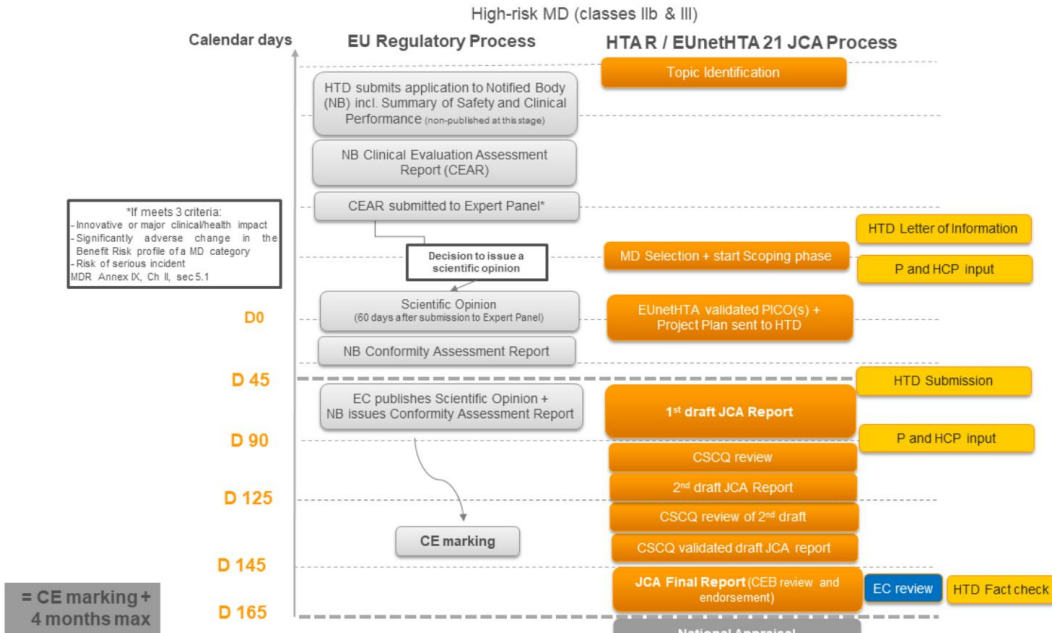 High-risk MD (classes IIb & III)
Calendar days
EU Regulatory Process
HTAR / EUnetHTA 21 JCA Process
Topic Identification
HTD submits application to Notified Body
(NB) incl. Summary of Safety and Clinical
Performance (non-published at this stage)
NB Clinical Evaluation Assessment
Report (CEAR)
CEAR submitted to Expert Panel*
*If meets 3 criteria:
-Innovative or major clinical/health impact
-Significantly adverse change in the
Benefit Risk profile of a MD category
-Risk of serious incident
MDR Annex IX, Ch II, sec 5.1
HTD Letter of Information
Decision to issue a
scientific opinion
MD Selection + start Scoping phase
P and HCP input
D0
Scientific Opinion
(60 days after submission to Expert Panel)
EUnetHTA validated PICO(s) +
Project Plan sent to HTD
NB Conformity Assessment Report
D 45
HTD Submission
EC publishes Scientific Opinion +
NB issues Conformity Assessment Report
1st draft JCA Report
D 90
P and HCP input
CSCQ review
2nd draft JCA Report
D 125
CSCQ review of 2nd draft
CE marking
CSCQ validated draft JCA report
D 145
JCA Final Report (CEB review and
endorsement)
EC review
HTD Fact check
= CE marking +
4 months max
D 165
National Appraisal